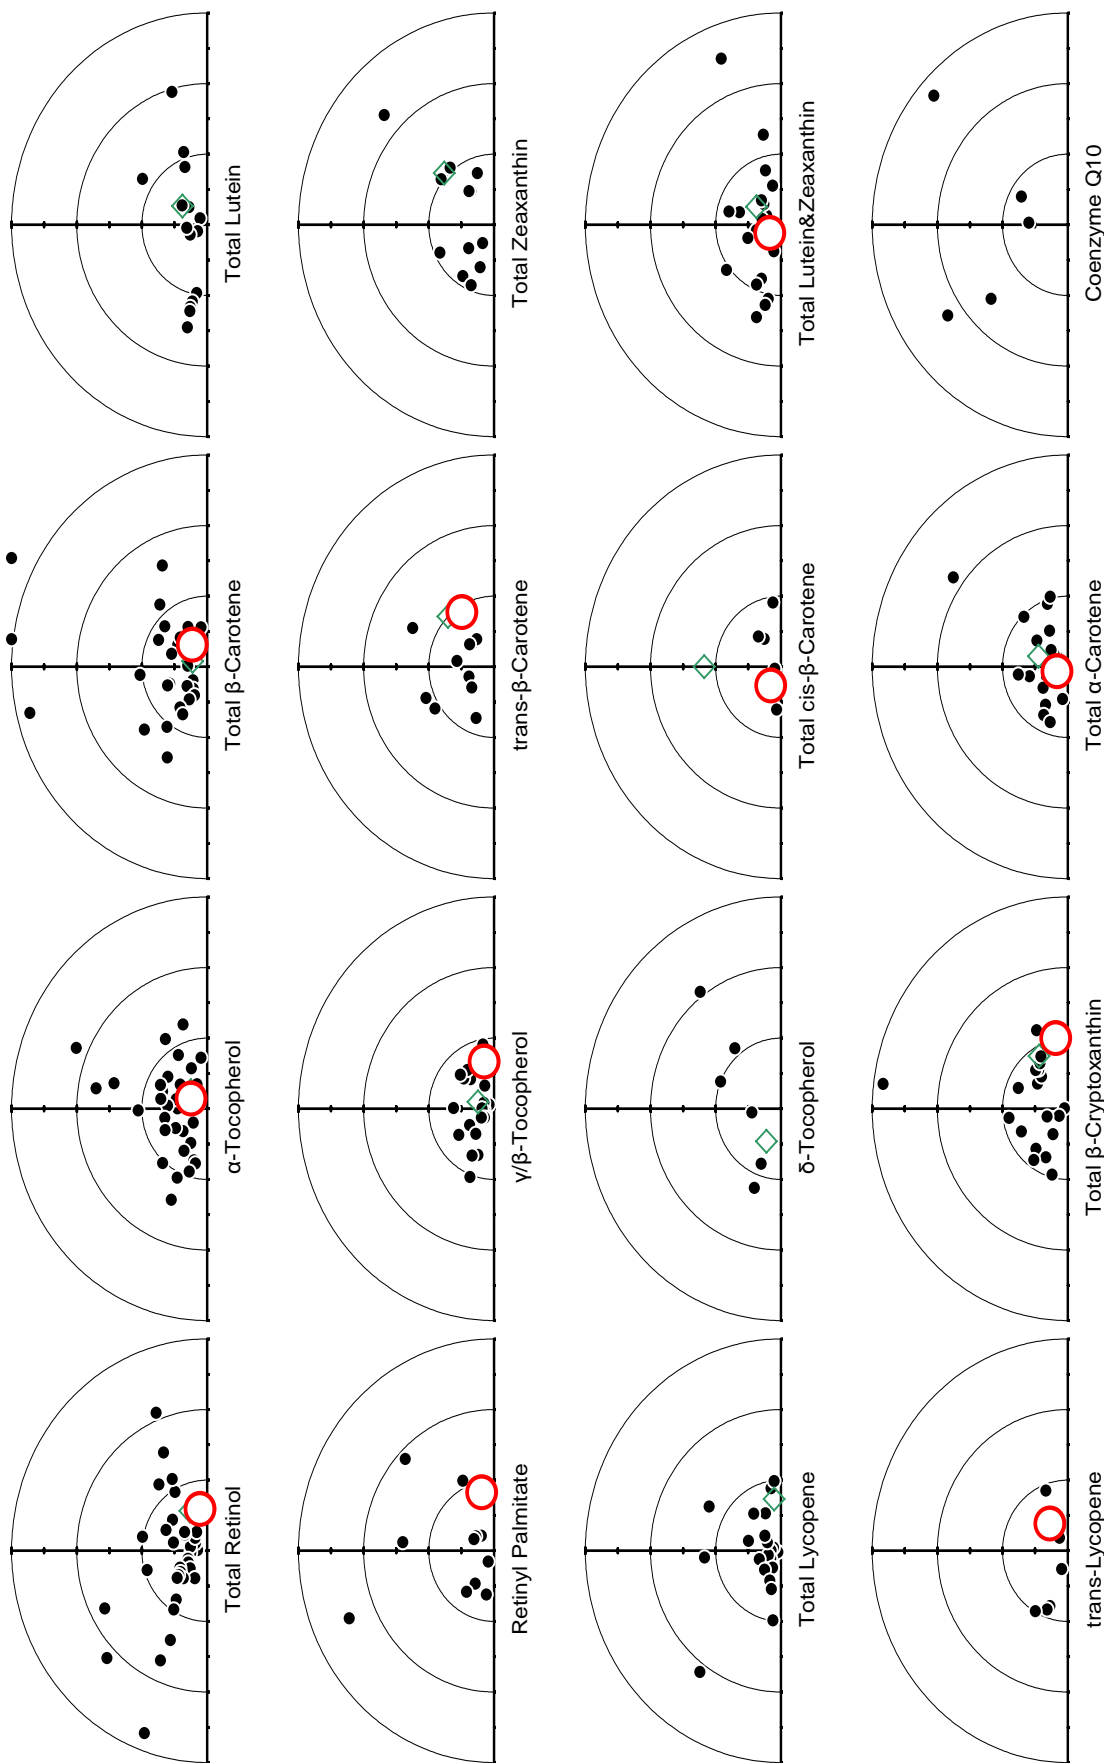 Total Retinol
α-Tocopherol
Total β-Carotene
Total Lutein
Retinyl Palmitate
γ/β-Tocopherol
trans-β-Carotene
Total Zeaxanthin
Total Lycopene
δ-Tocopherol
Total cis-β-Carotene
Total Lutein&Zeaxanthin
trans-Lycopene
Total β-Cryptoxanthin
Total α-Carotene
Coenzyme Q10